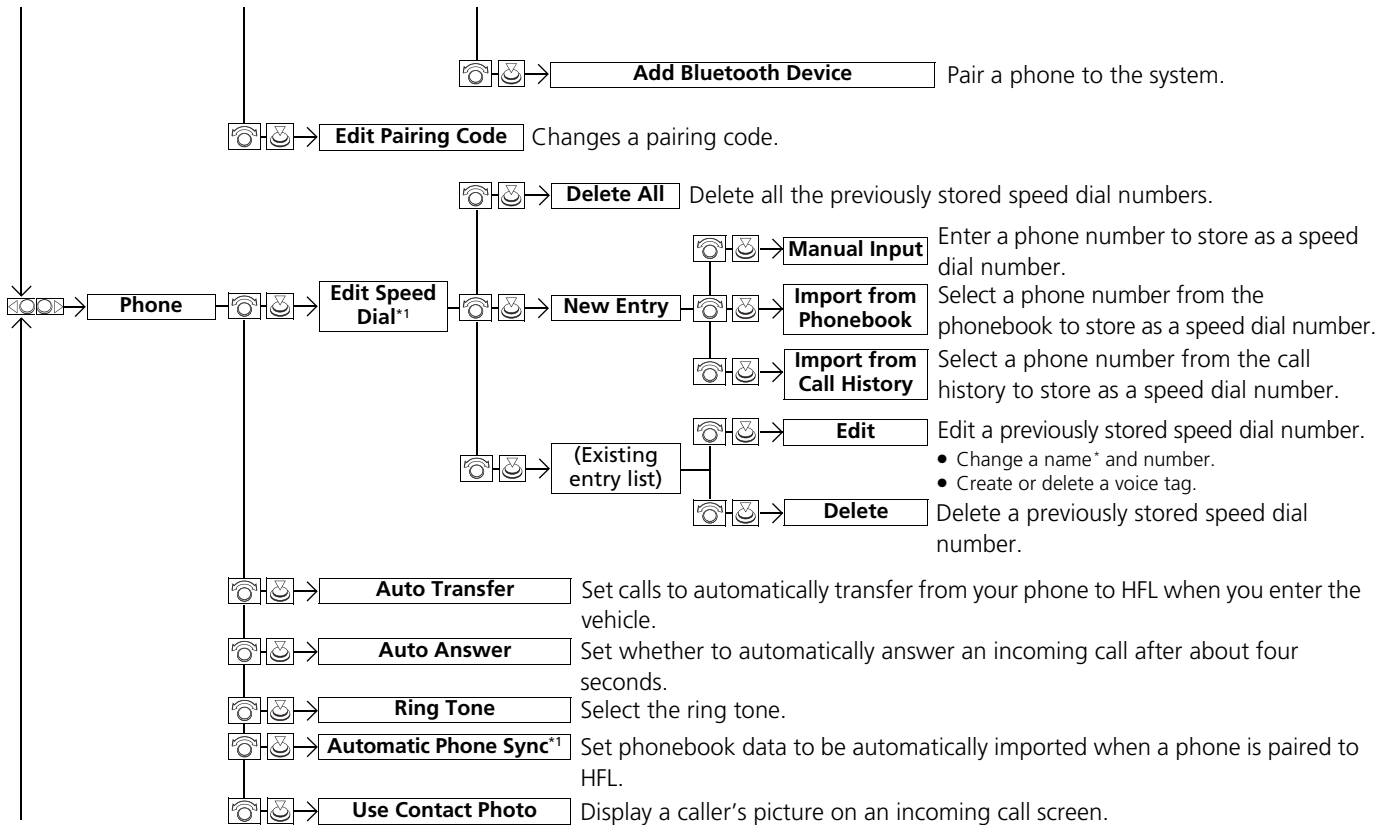 Add Bluetooth Device Pair a phone to the system.
Edit Pairing Code Changes a pairing code.
Delete All Delete all the previously stored speed dial numbers.
Manual Input Enter a phone number to store as a speed
dial number.
Phone
Edit Speed
Dial*1
New Entry
Import from
Phonebook
Select a phone number from the
phonebook to store as a speed dial number.
Import from
Call History
Select a phone number from the call
history to store as a speed dial number.
(Existing
entry list)
Edit Edit a previously stored speed dial number.
• Change a name* and number.
• Create or delete a voice tag.
Delete Delete a previously stored speed dial
number.
Auto Transfer Set calls to automatically transfer from your phone to HFL when you enter the
vehicle.
Auto Answer Set whether to automatically answer an incoming call after about four
seconds.
Ring Tone Select the ring tone.
Automatic Phone Sync*1 Set phonebook data to be automatically imported when a phone is paired to
HFL.
Use Contact Photo Display a caller's picture on an incoming call screen.